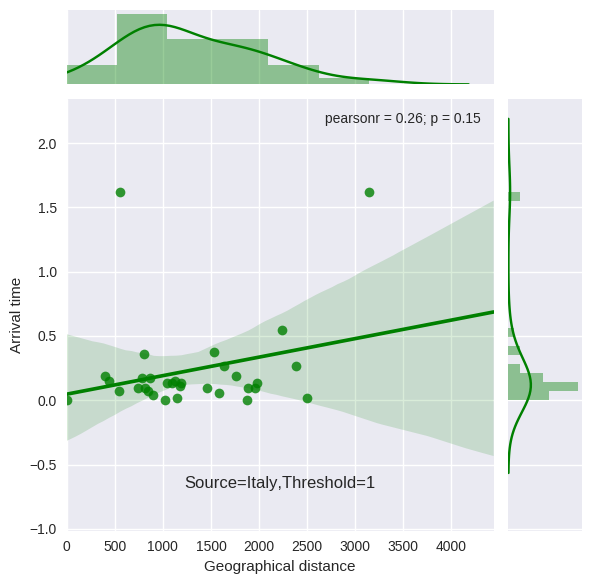 pearsonr = 0.26; p = 0.15
2.0
1.5
1.0
0.5
0.0
−0.5
−1.0
Arrival time
Source=Italy,Threshold=1
0 500 1000 1500 2000 2500 3000 3500 4000
Geographical distance